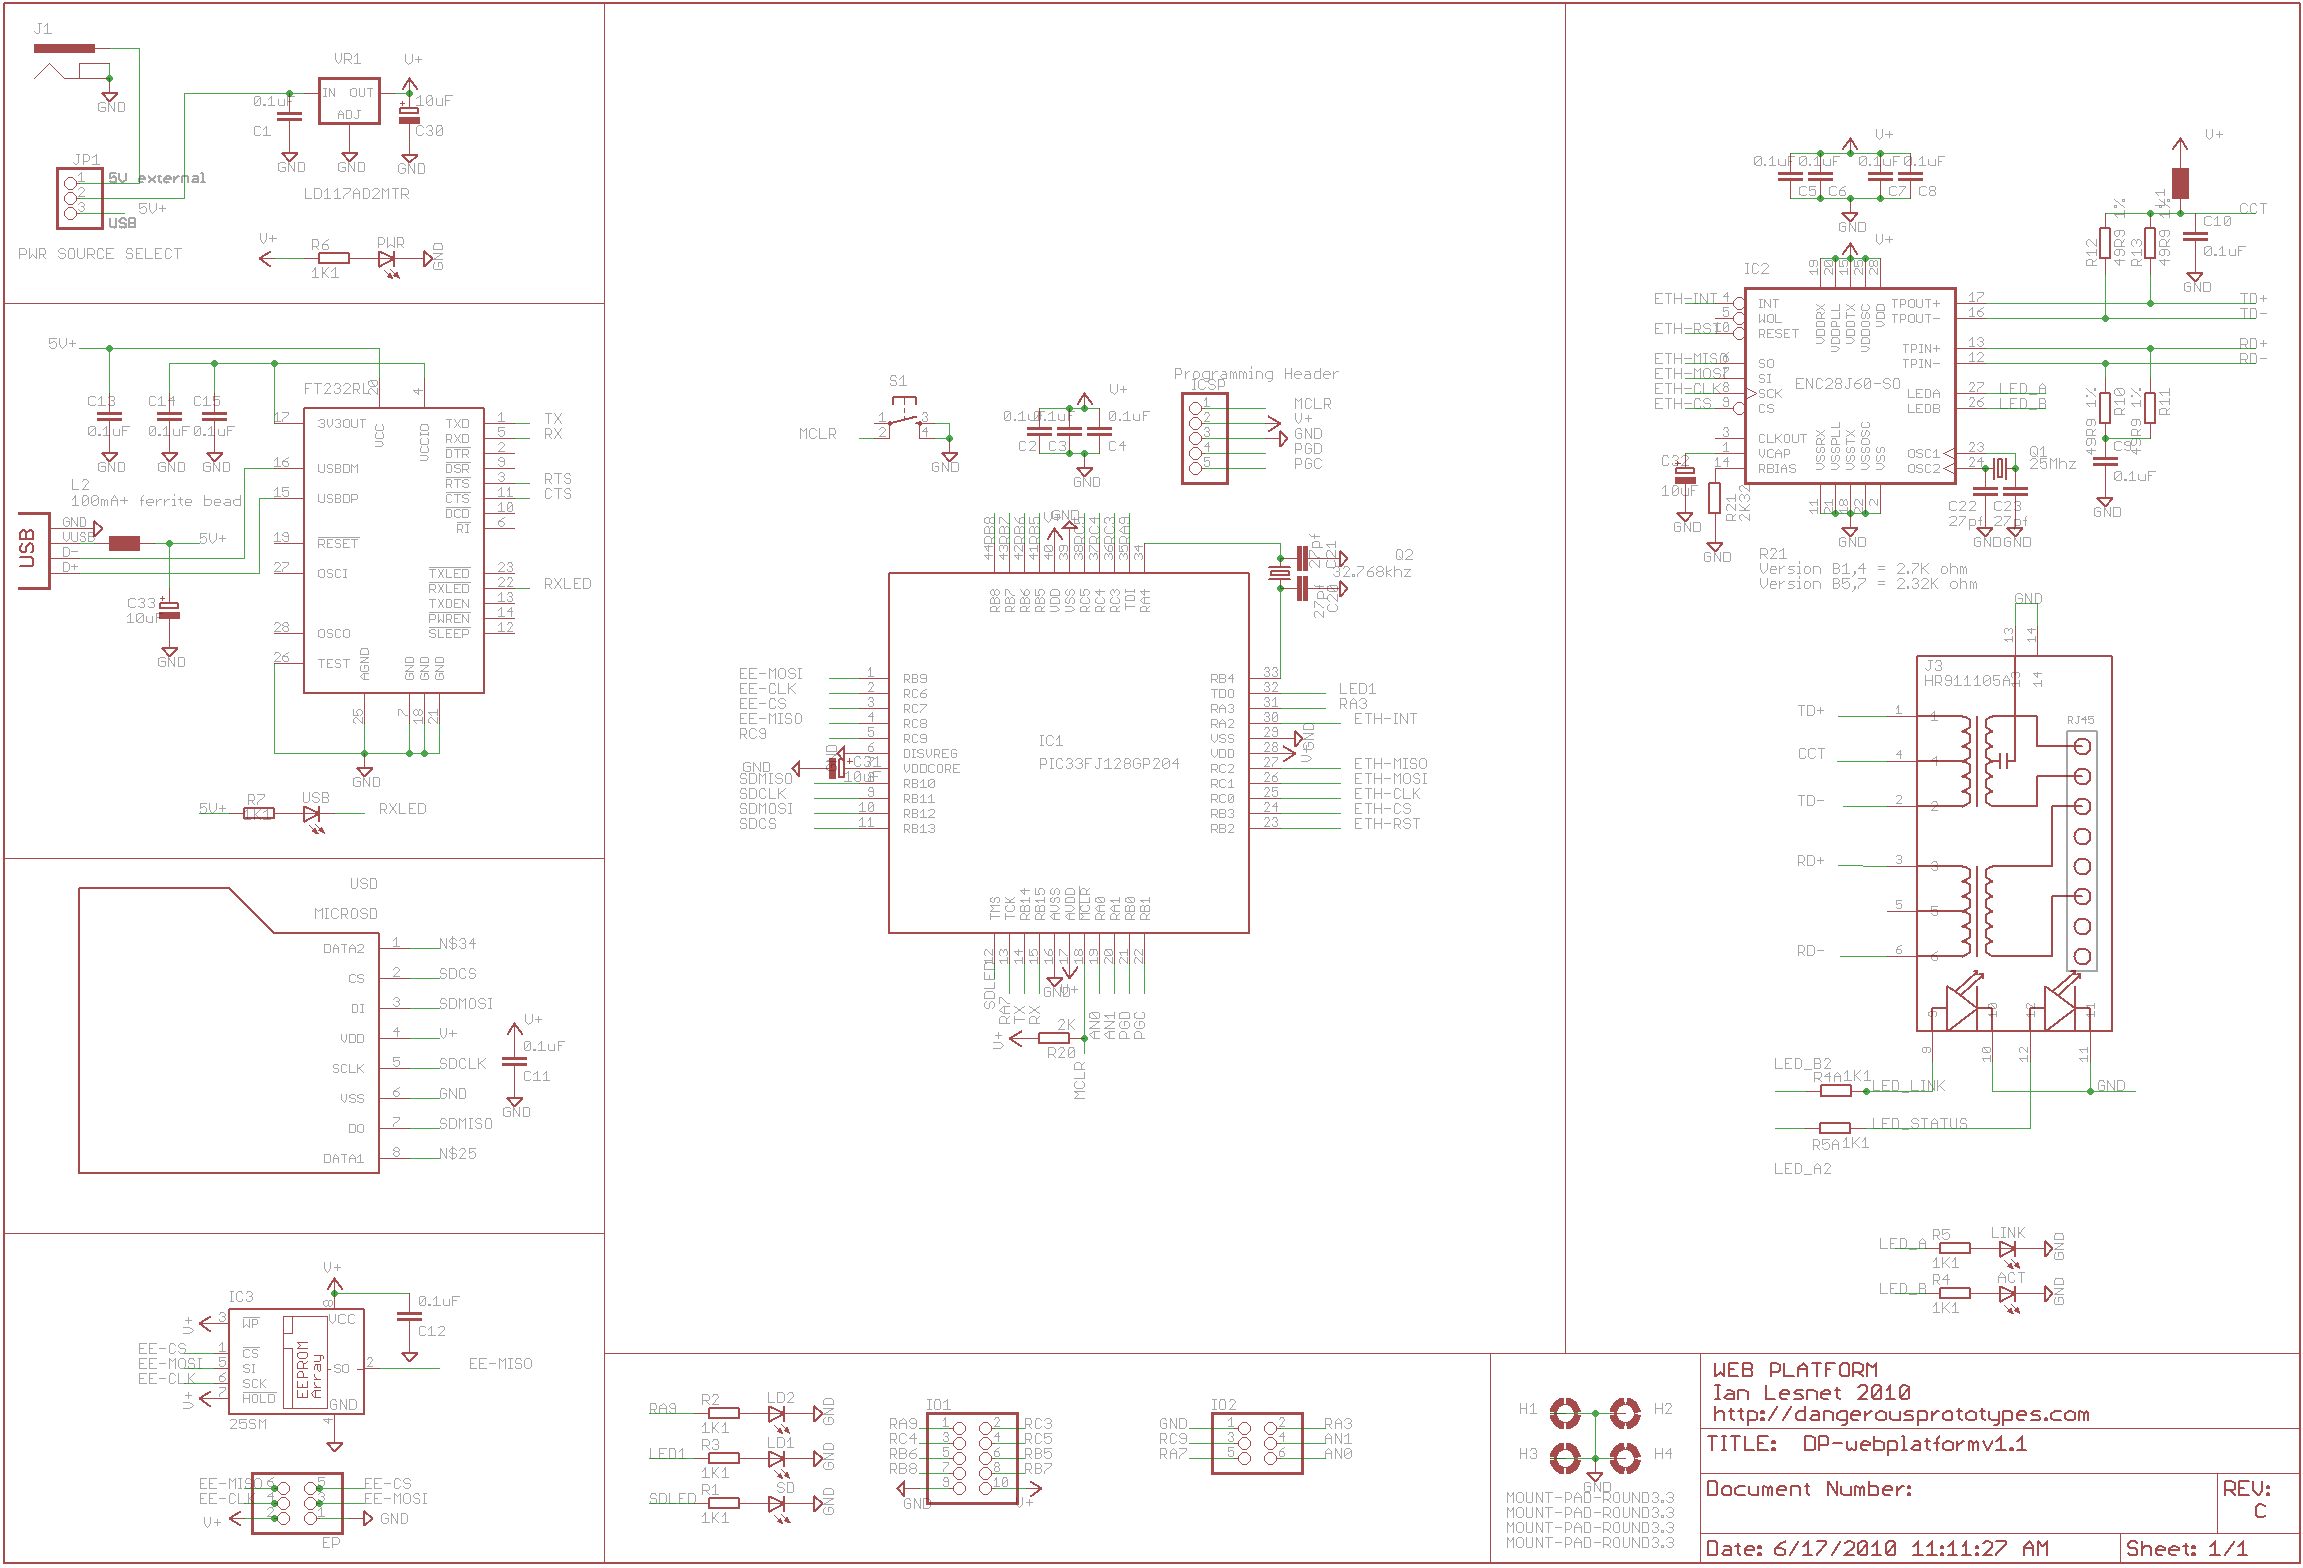 J1
GND
VR1
V+
IN OUT
ADJ
0.1uF
C1
10uF
C30
GND
GND
GND
LD117AD2MTR
JP1
1
2
3
5V external
5V+
USB
PWR SOURCE SELECT
V+
R6
1K1
PWR
GND
5V+
C13
0.1uF
C14
0.1uF
C15
0.1uF
GND
GND
GND
L2
100mA+ ferrite bead
USB
GND
VUSB
D-
D+
5V+
C33
10uF
GND
FT232RL
20
4
VCC
VCCIO
17 3V3OUT
16 USBDM
15 USBDP
19 RESET
27 OSCI
28 OSCO
26 TEST
TXD 1 TX
RXD 5 RX
DTR 2
DSR 9
RTS 3 RTS
CTS 11 CTS
DCD 10
RI 6
TXLED 23
RXLED 22 RXLED
TXDEN 13
PWREN 14
SLEEP 12
AGND
GND
GND
GND
25
7
18
21
GND
5V+
R7
1K1
USB
RXLED
USD
MICROSD
DATA2 1 N$34
CS 2 SDCS
DI 3 SDMOSI
VDD 4 V+
SCLK 5 SDCLK
VSS 6 GND
DO 7 SDMISO
DATA1 8 N$25
V+
0.1uF
C11
GND
V+
IC3
8
VCC
0.1uF
C12
V+ 3 WP
EE-CS 1 CS
EE-MOSI 5 SI
EE-CLK 6 SCK
V+ 7 HOLD
EEPROM
Array
SO 2 EE-MISO
GND
4
25SM
EE-MISO 6 5 EE-CS
EE-CLK 4 3 EE-MOSI
V+ 2 1 GND
EP
S1
MCLR
1
2
3
4
GND
V+
0.1uF
0.1uF
0.1uF
C2
C3
C4
GND
Programming Header
ICSP
1 MCLR
2 V+
3 GND
4 PGD
5 PGC
44 RB8
43 RB7
42 RB6
41 RB5
40 V+
39 GND
38 RC5
37 RC4
36 RC3
35 RA9
34
RB8
RB7
RB6
RB5
VDD
VSS
RC5
RC4
RC3
TDI
RA4
27pf
C21
Q2
32.768khz
27pf
C20
EE-MOSI 1 RB9
EE-CLK 2 RC6
EE-CS 3 RC7
EE-MISO 4 RC8
RC9 5 RC9
GND 6 DISVREG
GND C31 10uF 7 VDDCORE
SDMISO 8 RB10
SDCLK 9 RB11
SDMOSI 10 RB12
SDCS 11 RB13
IC1
PIC33FJ128GP204
RB4 33
TDO 32 LED1
RA3 31 RA3
RA2 30 ETH-INT
VSS 29 GND
VDD 28 V+
RC2 27 ETH-MISO
RC1 26 ETH-MOSI
RC0 25 ETH-CLK
RB3 24 ETH-CS
RB2 23 ETH-RST
TMS
TCK
RB14
RB15
AVSS
AVDD
MCLR
RA0
RA1
RB0
RB1
12 SDLED
13 RA7
14 TX
15 RX
16 GND
17 V+
18 MCLR
19 AN0
20 AN1
21 PGD
22 PGC
V+
2K
R20
V+
0.1uF
0.1uF
0.1uF
0.1uF
C5
C6
C7
C8
GND
V+
IC2
19
20
15
25
28
VDDRX
VDDPLL
VDDTX
VDDOSC
VDD
ETH-INT 4 INT
5 WOL
ETH-RST 10 RESET
ETH-MISO 6 SO
ETH-MOSI 7 SI
ETH-CLK 8 SCK
ETH-CS 9 CS
3 CLKOUT
1 VCAP
14 RBIAS
ENC28J60-SO
VSSRX
VSSPLL
VSSTX
VSSOSC
VSS
11
21
18
22
2
GND
TPOUT+ 17 TD+
TPOUT- 16 TD-
TPIN+ 13 RD+
TPIN- 12 RD-
LEDA 27 LED_A
LEDB 26 LED_B
OSC1 23
OSC2 24
Q1
25Mhz
C22
27pf
C23
27pf
GND
GND
C32
10uF
GND
R21
2K32
GND
V+
L1
CCT
R12
49R9 1%
R13
49R9 1%
C10
0.1uF
GND
R10
49R9 1%
R11
49R9 1%
C9
0.1uF
GND
R21
Version B1,4 = 2.7K ohm
Version B5,7 = 2.32K ohm
GND
13
14
J3
HR911105A
13
14
RJ45
TD+ 1 1
CCT 4 4
TD- 2 2
RD+ 3 3
5 5
RD- 6 6
9
10
12
11
9
10
12
11
LED_B2
R4A 1K1
LED_LINK
GND
R5A 1K1
LED_STATUS
LED_A2
LED_A
R5
1K1
LINK
GND
LED_B
R4
1K1
ACT
GND
RA9
R2
1K1
LD2
GND
LED1
R3
1K1
LD1
GND
SDLED
R1
1K1
SD
GND
IO1
RA9 1 2 RC3
RC4 3 4 RC5
RB6 5 6 RB5
RB8 7 8 RB7
GND 9 10 V+
IO2
GND 1 2 RA3
RC9 3 4 AN1
RA7 5 6 AN0
H1
H2
H3
H4
GND
MOUNT-PAD-ROUND3.3
MOUNT-PAD-ROUND3.3
MOUNT-PAD-ROUND3.3
MOUNT-PAD-ROUND3.3
WEB PLATFORM
Ian Lesnet 2010
http://dangerousprototypes.com
TITLE: DP-webplatformv1.1
Document Number:
REV:
C
Date: 6/17/2010 11:11:27 AM
Sheet: 1/1